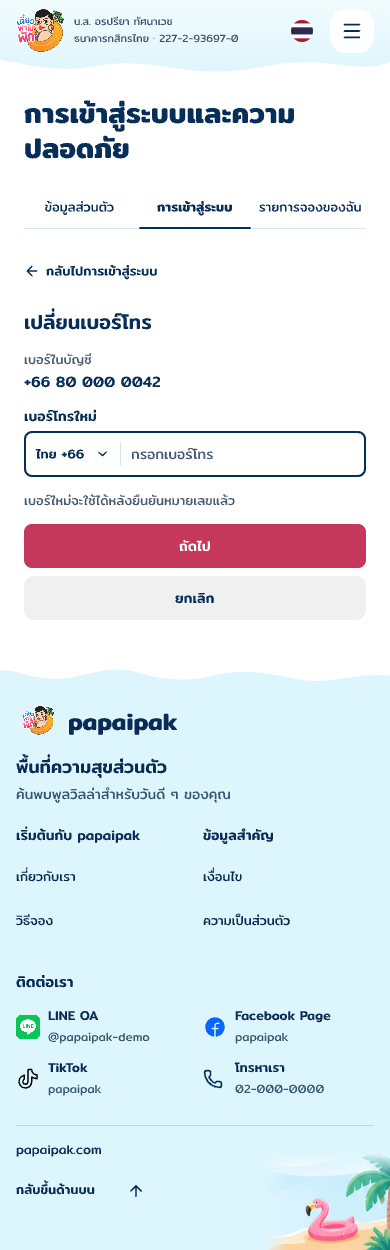 น.ส. อรปรียา ทัศนาเวช
ธนาคารกสิกรไทย · 227-2-93697-0
การเข้าสู่ระบบและความ
ปลอดภัย
ข้อมูลส่วนตัว
การเข้าสู่ระบบ
รายการจองของฉัน
← กลับไปการเข้าสู่ระบบ
เปลี่ยนเบอร์โทร
เบอร์ในบัญชี
+66 80 000 0042
เบอร์โทรใหม่
ไทย +66
กรอกเบอร์โทร
เบอร์ใหม่จะใช้ได้หลังยืนยันหมายเลขแล้ว
ถัดไป
ยกเลิก
papaipak
พื้นที่ความสุขส่วนตัว
ค้นพบพูลวิลล่าสำหรับวันดี ๆ ของคุณ
เริ่มต้นกับ papaipak
ข้อมูลสำคัญ
เกี่ยวกับเรา
เงื่อนไข
วิธีจอง
ความเป็นส่วนตัว
ติดต่อเรา
LINE OA
@papaipak-demo
Facebook Page
papaipak
TikTok
papaipak
โทรหาเรา
02-000-0000
papaipak.com
กลับขึ้นด้านบน ↑